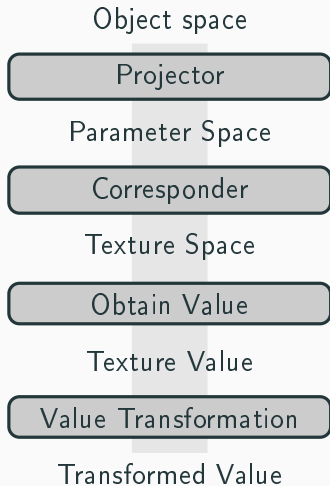 Object space
Projector
Parameter Space
Corresponder
Texture Space
Obtain Value
Texture Value
Value Transformation
Transformed Value